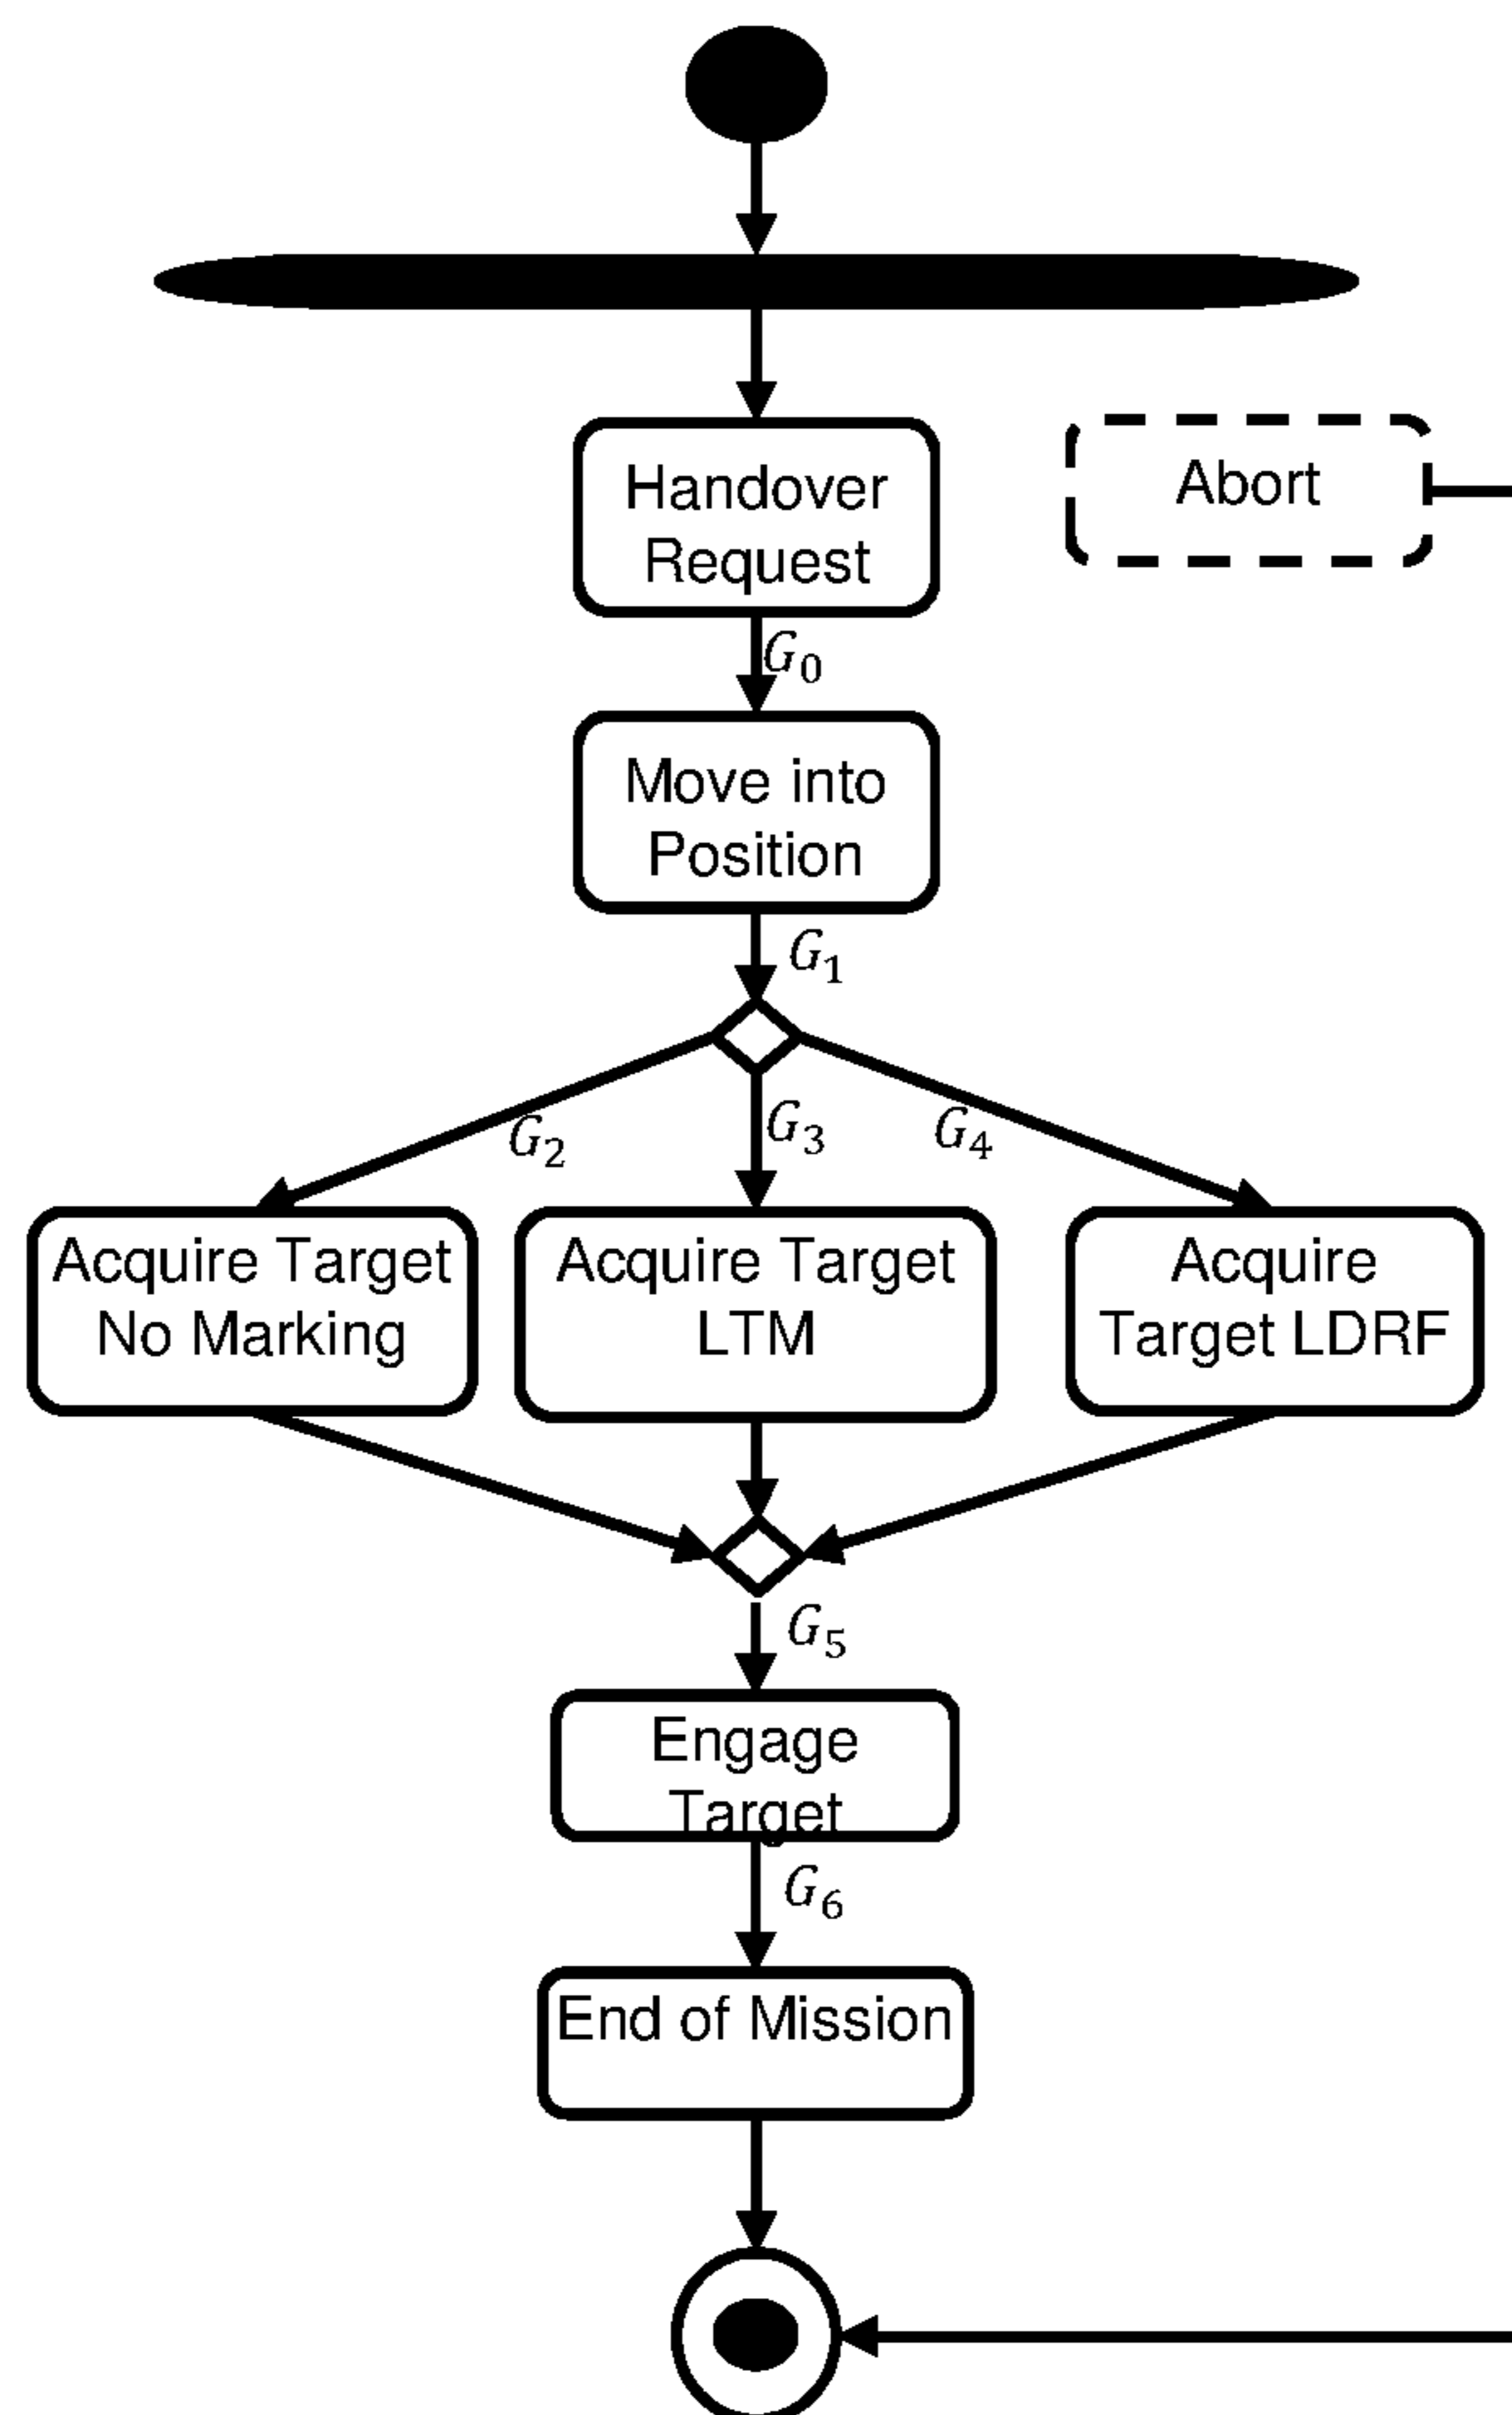 Handover
Request
Abort
G0
Move into
Position
G1
G2
G3
G4
Acquire Target
No Marking
Acquire Target
LTM
Acquire
Target LDRF
G5
Engage
Target
G6
End of Mission